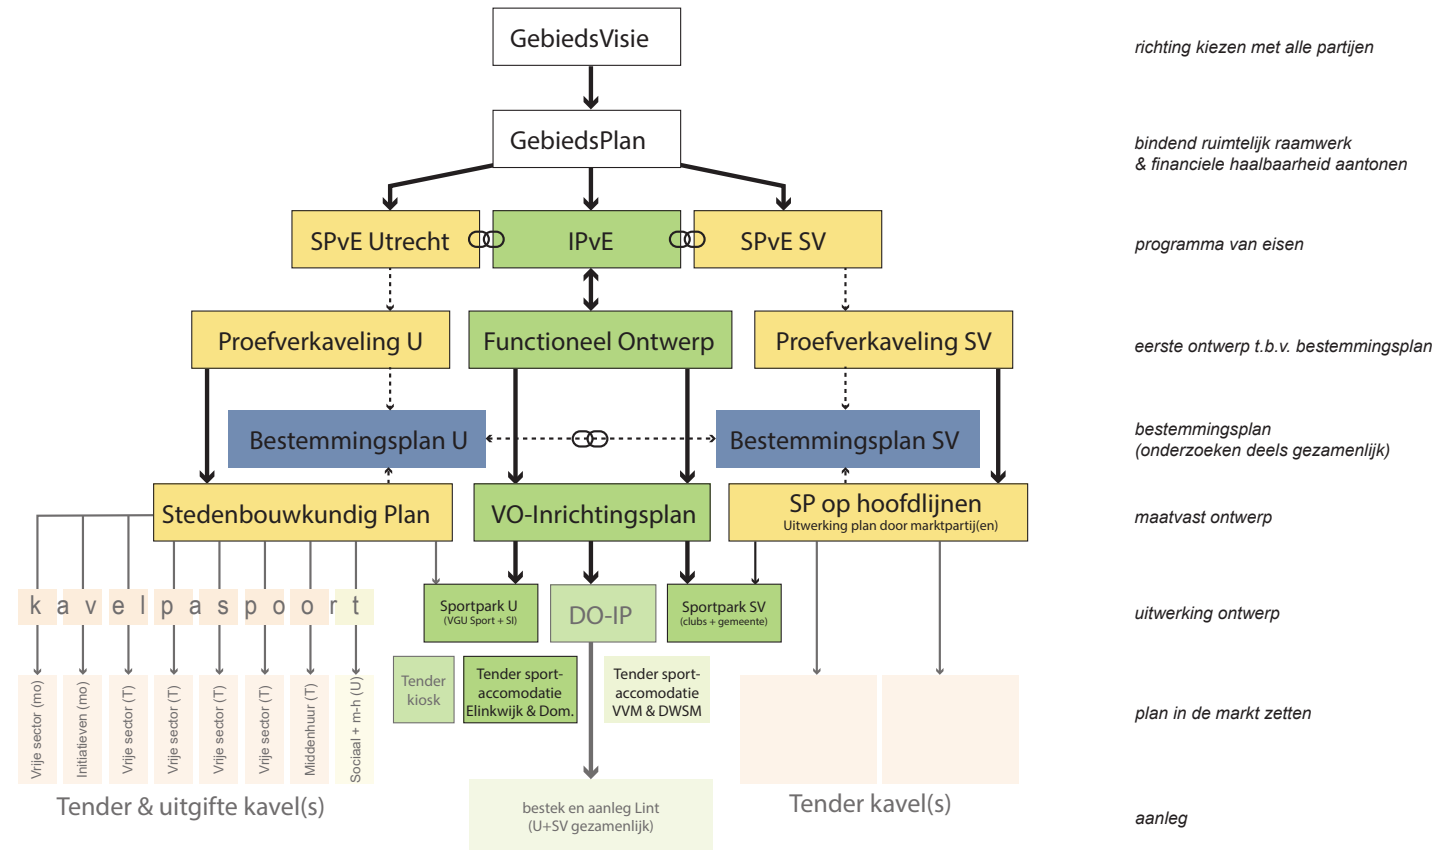 GebiedsVisie
richting kiezen met alle partijen
GebiedsPlan
bindend ruimtelijk raamwerk
& financiele haalbaarheid aantonen
SPvE Utrecht
IPvE
SPvE SV
programma van eisen
Proefverkaveling U
Functioneel Ontwerp
Proefverkaveling SV
eerste ontwerp t.b.v. bestemmingsplan
Bestemmingsplan U
Bestemmingsplan SV
bestemmingsplan
(onderzoeken deels gezamenlijk)
Stedenbouwkundig Plan
VO-Inrichtingsplan
SP op hoofdlijnen
Uitwerking plan door marktpartij(en)
maatvast ontwerp
kavelpaspoort
Sportpark U
(VGU Sport + SI)
DO-IP
Sportpark SV
(clubs + gemeente)
uitwerking ontwerp
Vrije sector (mo)
Initiatieven (mo)
Vrije sector (T)
Vrije sector (T)
Vrije sector (T)
Vrije sector (T)
Middenhuur (T)
Sociaal + m-h (U)
Tender
kiosk
Tender sport-
accomodatie
Elinkwijk & Dom.
Tender sport-
accomodatie
VVM & DWSM
plan in de markt zetten
Tender & uitgifte kavel(s)
bestek en aanleg Lint
(U+SV gezamenlijk)
Tender kavel(s)
aanleg